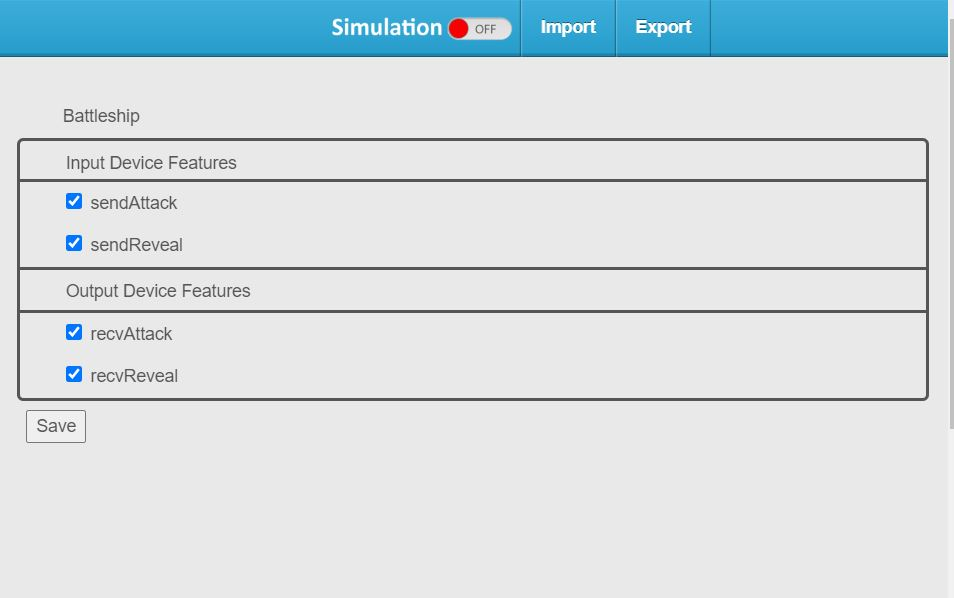 Simulation OFF Import Export
Battleship
Input Device Features
sendAttack
sendReveal
Output Device Features
recvAttack
recvReveal
Save